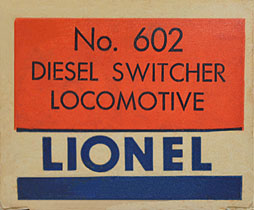 No. 602
DIESEL SWITCHER
LOCOMOTIVE
LIONEL